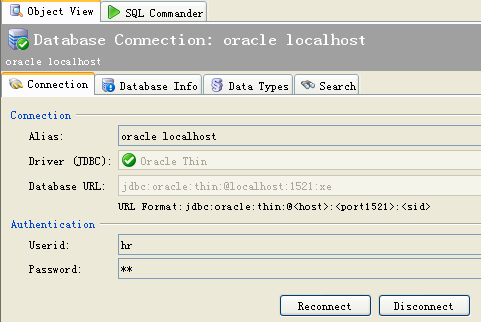 Object View SQL Commander
Database Connection: oracle localhost
oracle localhost
Connection Database Info Data Types Search
Connection
Alias: oracle localhost
Driver (JDBC): Oracle Thin
Database URL: jdbc:oracle:thin:@localhost:1521:xe
URL Format:jdbc:oracle:thin:@<host>:<port1521>:<sid>
Authentication
Userid: hr
Password: **
Reconnect Disconnect